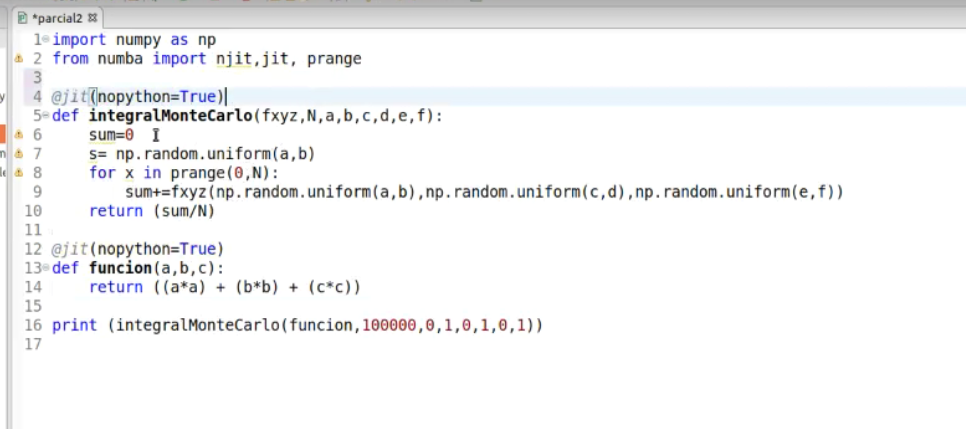 *parcial2
1 import numpy as np
2 from numba import njit,jit, prange
3
4 @jit(nopython=True)
5 def integralMonteCarlo(fxyz,N,a,b,c,d,e,f):
6     sum=0
7     s= np.random.uniform(a,b)
8     for x in prange(0,N):
9         sum+=fxyz(np.random.uniform(a,b),np.random.uniform(c,d),np.random.uniform(e,f))
10     return (sum/N)
11
12 @jit(nopython=True)
13 def funcion(a,b,c):
14     return ((a*a) + (b*b) + (c*c))
15
16 print (integralMonteCarlo(funcion,100000,0,1,0,1,0,1))
17